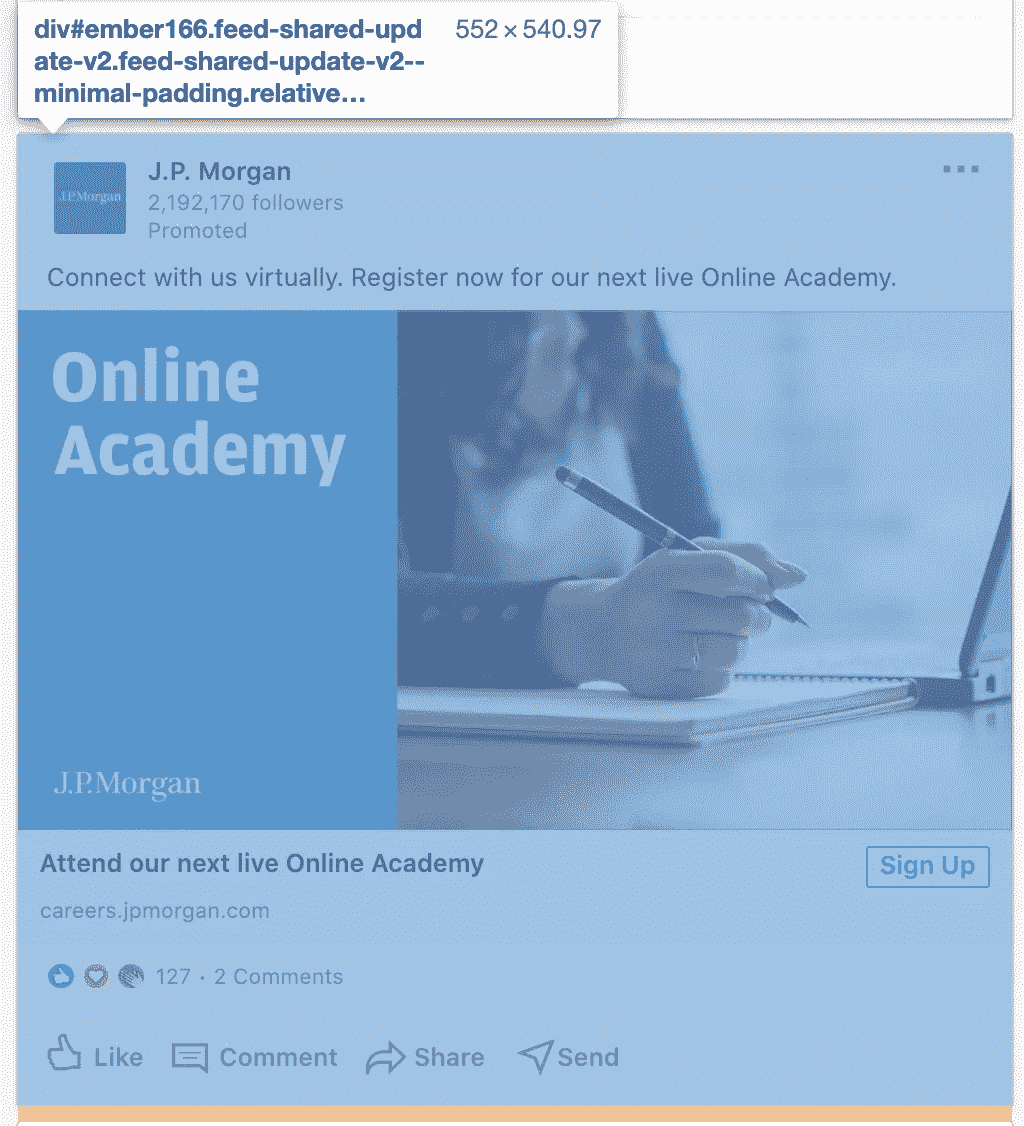 div#ember166.feed-shared-upd 552 × 540.97
ate-v2.feed-shared-update-v2--
minimal-padding.relative…
J.P.Morgan
J.P. Morgan
2,192,170 followers
Promoted
Connect with us virtually. Register now for our next live Online Academy.
Online
Academy
J.P.Morgan
Attend our next live Online Academy
Sign Up
careers.jpmorgan.com
127 · 2 Comments
Like Comment Share Send